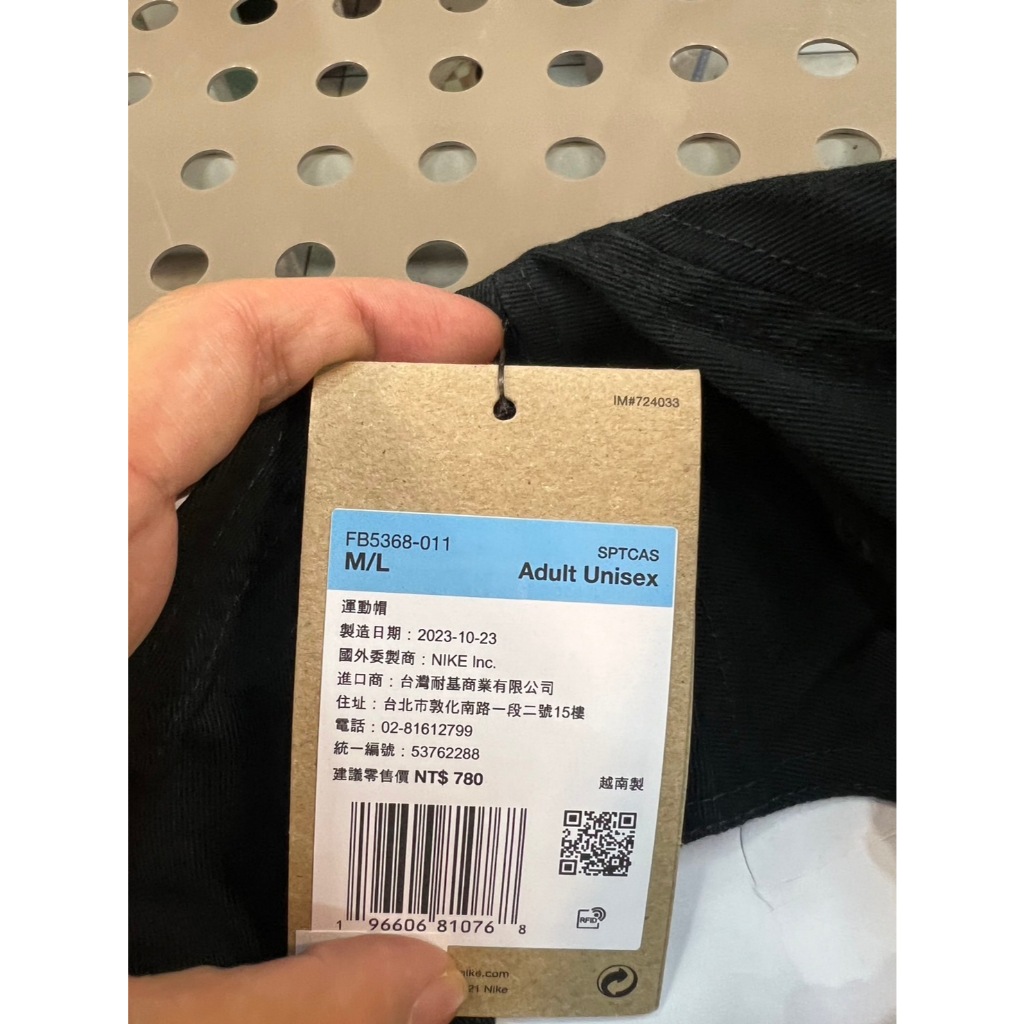 IM#724033
FB5368-011
SPTCAS
M/L
Adult Unisex
運動帽
製造日期：2023-10-23
國外委製商：NIKE Inc.
進口商：台灣耐基商業有限公司
住址：台北市敦化南路一段二號15樓
電話：02-81612799
統一編號：53762288
建議零售價 NT$ 780
越南製
1 96606 81076 8
RFID
21 Nike